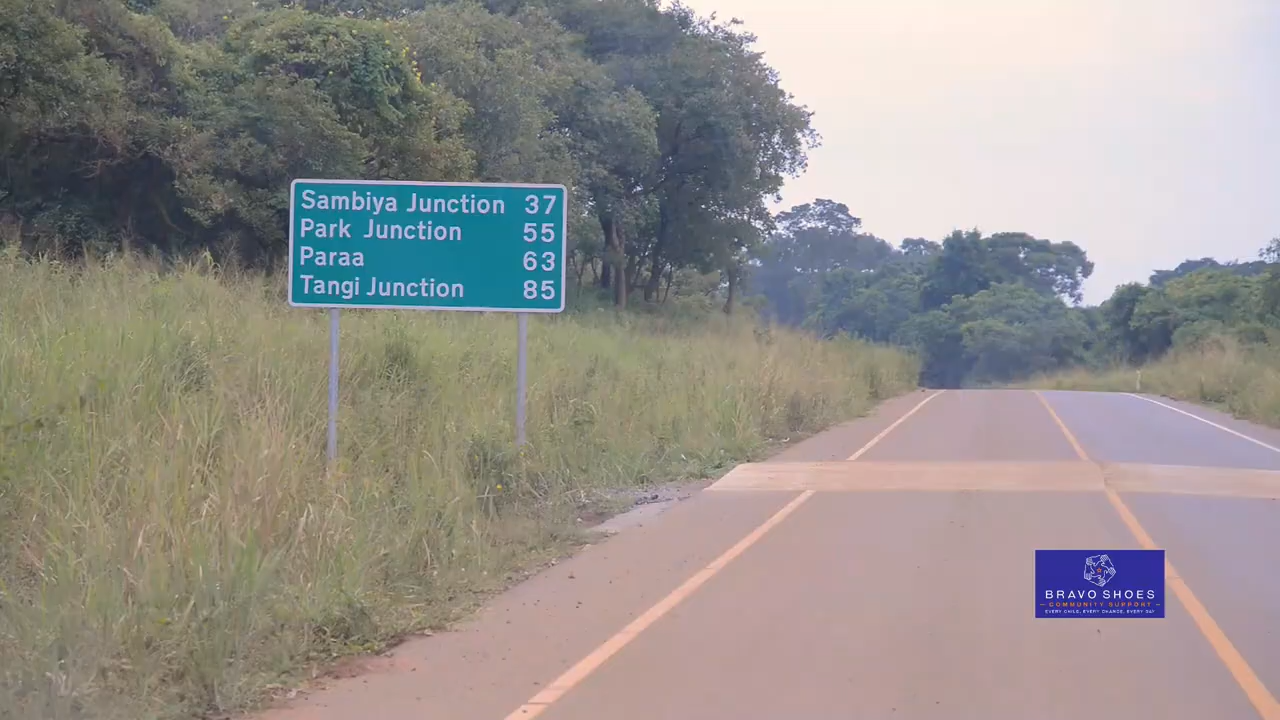 Sambiya Junction 37
Park Junction 55
Paraa 63
Tangi Junction 85
BRAVO SHOES
COMMUNITY SUPPORT
EVERY CHILD, EVERY CHANCE, EVERY DAY